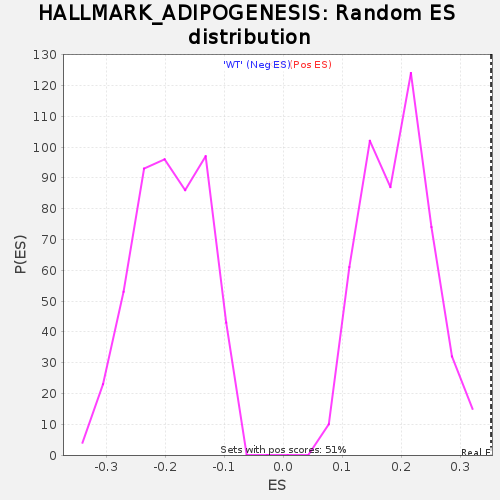 HALLMARK_ADIPOGENESIS: Random ES
distribution
'WT' (Neg ES) (Pos ES)
130
120
110
100
90
80
70
60
50
40
30
20
10
0
P(ES)
Sets with pos scores: 51%
Real E
-0.3 -0.2 -0.1 0.0 0.1 0.2 0.3
ES